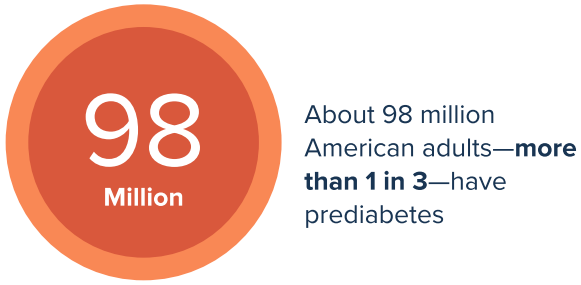 98
Million
About 98 million
American adults—more
than 1 in 3—have
prediabetes